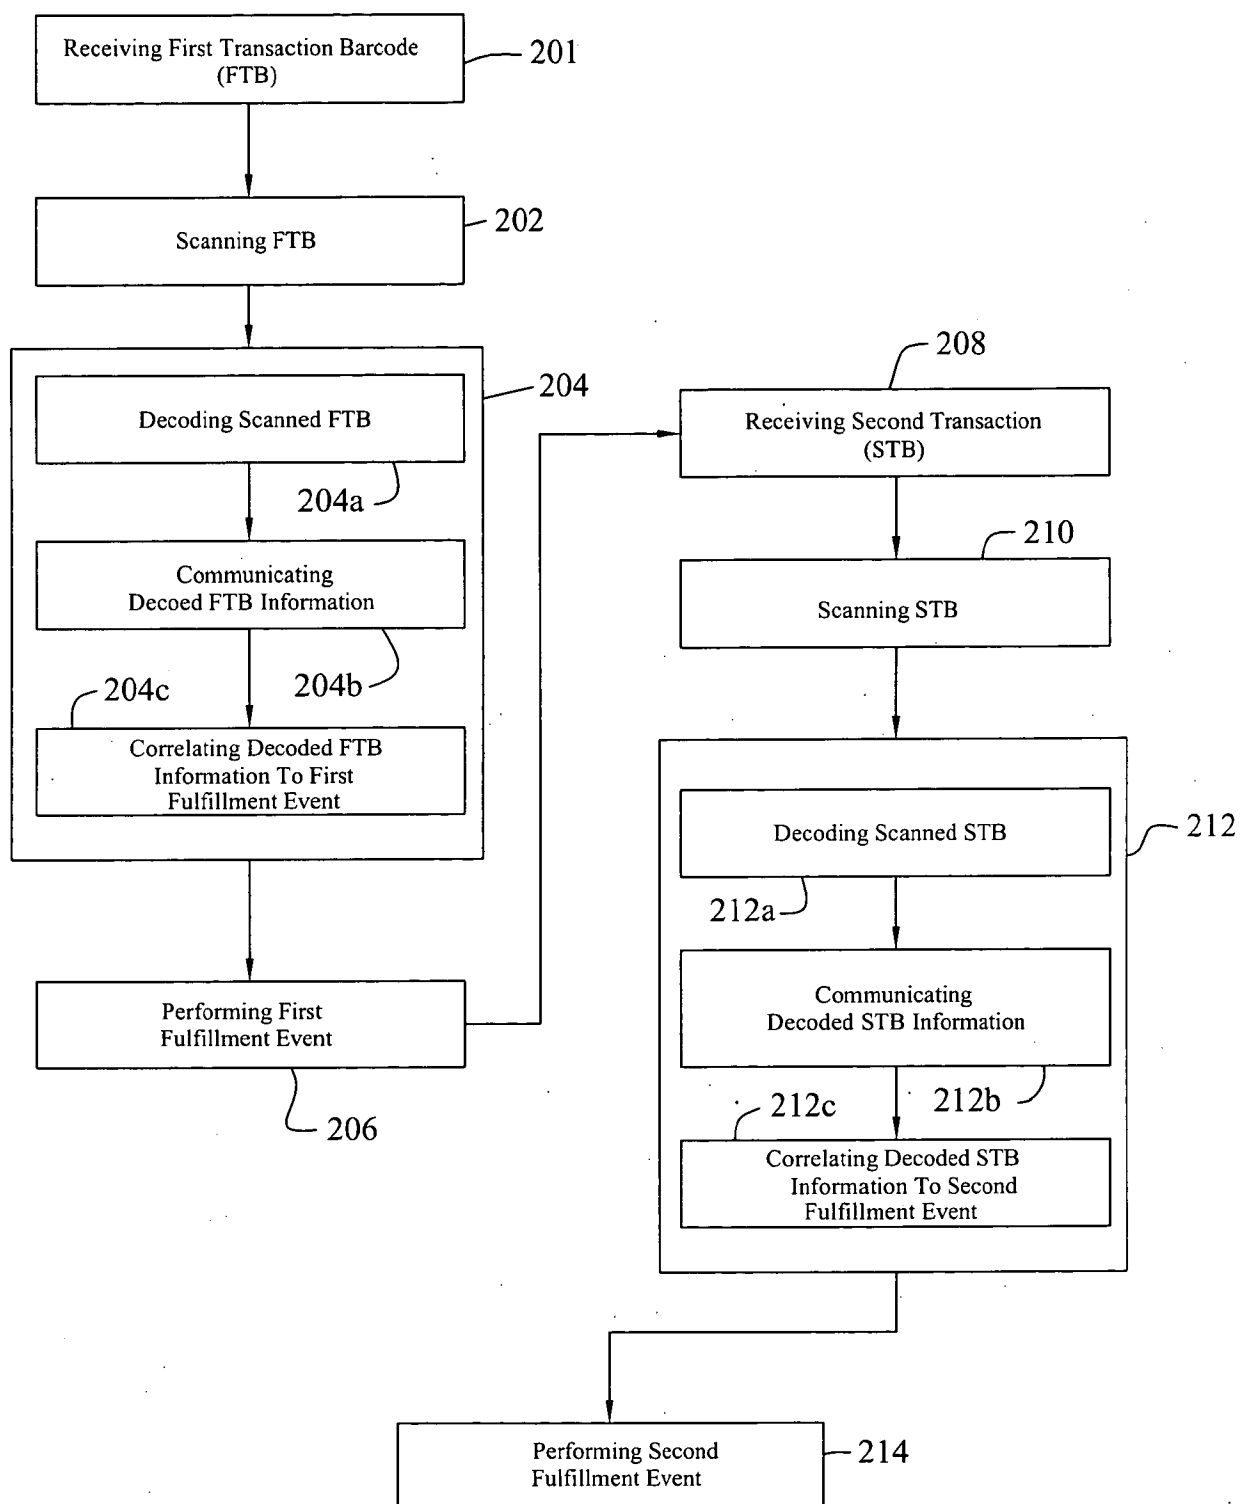 Receiving First Transaction Barcode
(FTB)
201
Scanning FTB
202
204
Decoding Scanned FTB
204a
Communicating
Decoed FTB Information
204b
204c
Correlating Decoded FTB
Information To First
Fulfillment Event
Performing First
Fulfillment Event
206
208
Receiving Second Transaction
(STB)
210
Scanning STB
212
Decoding Scanned STB
212a
Communicating
Decoded STB Information
212b
212c
Correlating Decoded STB
Information To Second
Fulfillment Event
Performing Second
Fulfillment Event
214